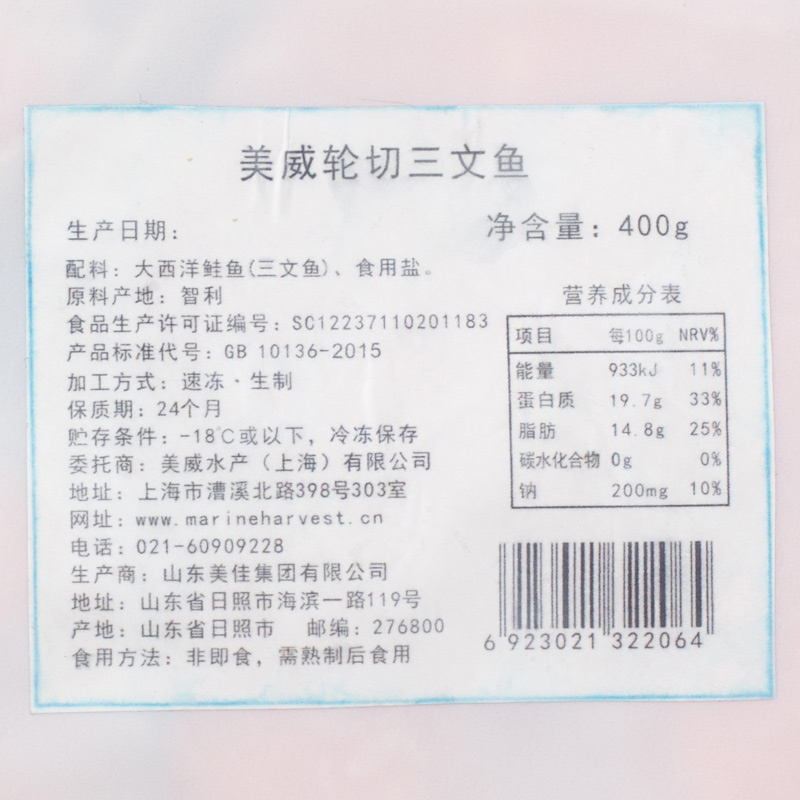 美威轮切三文鱼
生产日期：
净含量：400g
配料：大西洋鲑鱼(三文鱼)、食用盐。
原料产地：智利
食品生产许可证编号：SC12237110201183
产品标准代号：GB 10136-2015
加工方式：速冻·生制
保质期：24个月
贮存条件：-18℃或以下，冷冻保存
委托商：美威水产（上海）有限公司
地址：上海市漕溪北路398号303室
网址：www.marineharvest.cn
电话：021-60909228
生产商：山东美佳集团有限公司
地址：山东省日照市海滨一路119号
产地：山东省日照市 邮编：276800
食用方法：非即食，需熟制后食用
营养成分表
项目 每100g NRV%
能量 933kJ 11%
蛋白质 19.7g 33%
脂肪 14.8g 25%
碳水化合物 0g 0%
钠 200mg 10%
6 923021 322064